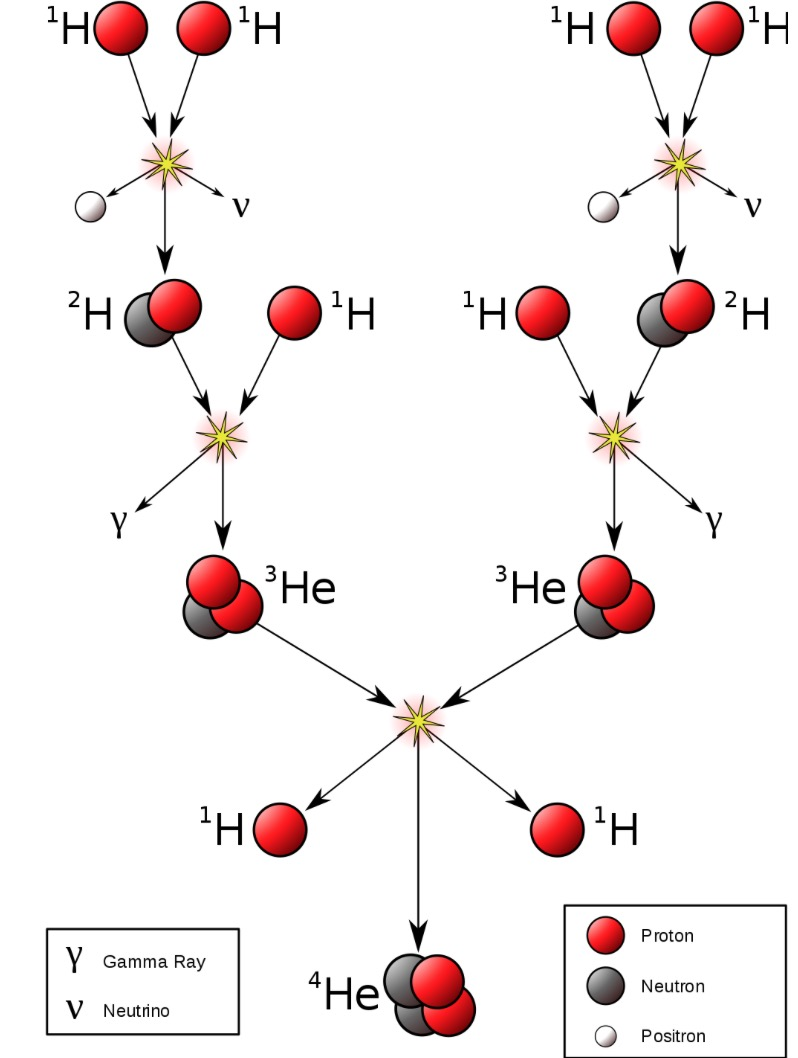 ¹H ¹H ¹H ¹H
ν ν
²H ¹H ¹H ²H
γ γ
³He ³He
¹H ¹H
⁴He
γ Gamma Ray
ν Neutrino
Proton
Neutron
Positron